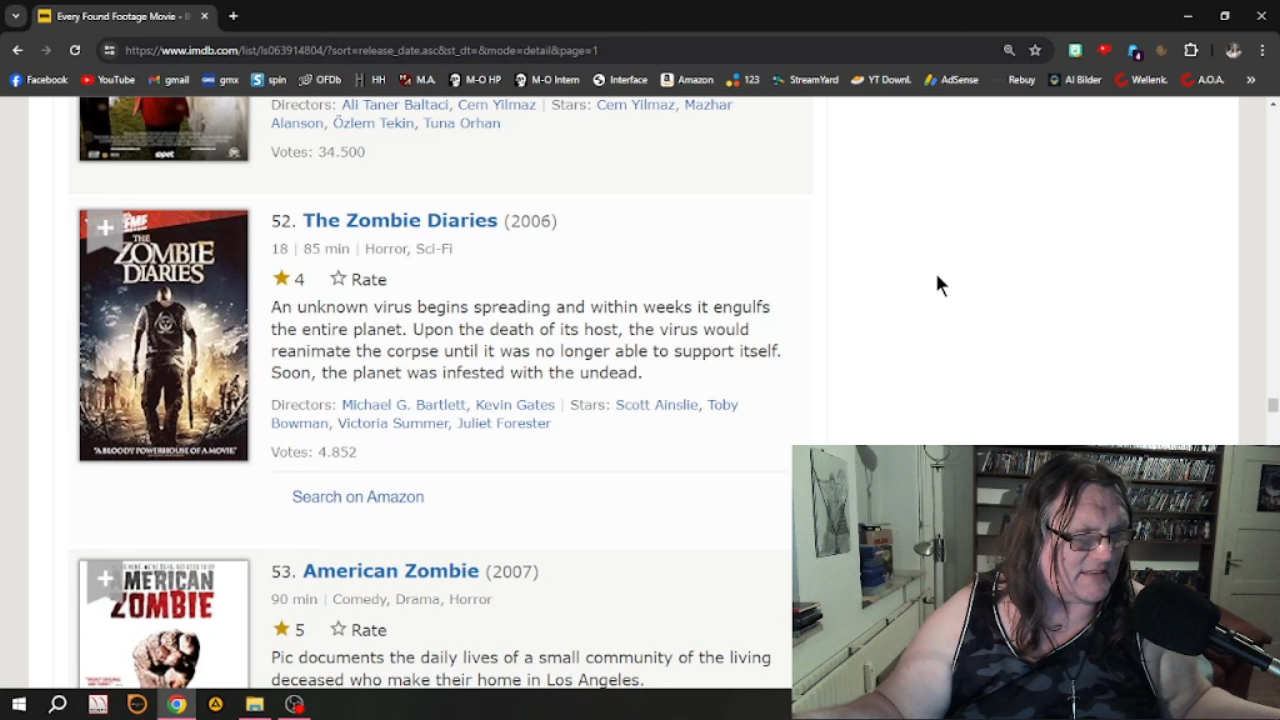 Every Found Footage Movie - I
https://www.imdb.com/list/ls063914804/?sort=release_date,asc&st_dt=&mode=detail&page=1
Facebook YouTube gmail gmx spin OFDb HH M.A. M-O HP M-O Intern Interface Amazon 123 StreamYard YT Downl. AdSense Rebuy AI Bilder Wellenk. A.O.A. »
Directors: Ali Taner Baltaci, Cem Yilmaz | Stars: Cem Yilmaz, Mazhar
Alanson, Özlem Tekin, Tuna Orhan
Votes: 34.500
52. The Zombie Diaries (2006)
18 | 85 min | Horror, Sci-Fi
4 Rate
An unknown virus begins spreading and within weeks it engulfs
the entire planet. Upon the death of its host, the virus would
reanimate the corpse until it was no longer able to support itself.
Soon, the planet was infested with the undead.
Directors: Michael G. Bartlett, Kevin Gates | Stars: Scott Ainslie, Toby
Bowman, Victoria Summer, Juliet Forester
Votes: 4.852
Search on Amazon
THE
ZOMBIE
DIARIES
"A BLOODY POWERHOUSE OF A MOVIE"
53. American Zombie (2007)
90 min | Comedy, Drama, Horror
5 Rate
Pic documents the daily lives of a small community of the living
deceased who make their home in Los Angeles.
MERICAN
ZOMBIE